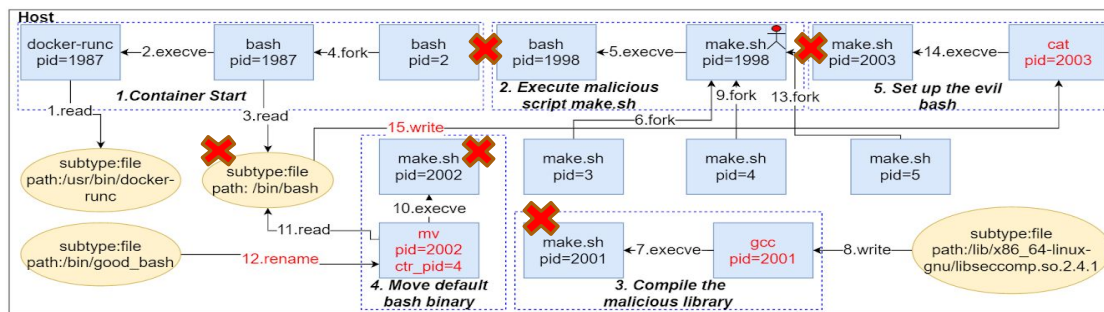 Host
docker-runc
pid=1987
2.execve
bash
pid=1987
4.fork
bash
pid=2
bash
pid=1998
5.execve
make.sh
pid=1998
make.sh
pid=2003
14.execve
cat
pid=2003
1.Container Start
2. Execute malicious
script make.sh
5. Set up the evil
bash
1.read
3.read
9.fork
13.fork
6.fork
15.write
subtype:file
path:/usr/bin/docker-
runc
subtype:file
path: /bin/bash
make.sh
pid=2002
make.sh
pid=3
make.sh
pid=4
make.sh
pid=5
10.execve
11.read
subtype:file
path:/bin/good_bash
12.rename
mv
pid=2002
ctr_pid=4
make.sh
pid=2001
7.execve
gcc
pid=2001
8.write
subtype:file
path:/lib/x86_64-linux-
gnu/libseccomp.so.2.4.1
4. Move default
bash binary
3. Compile the
malicious library